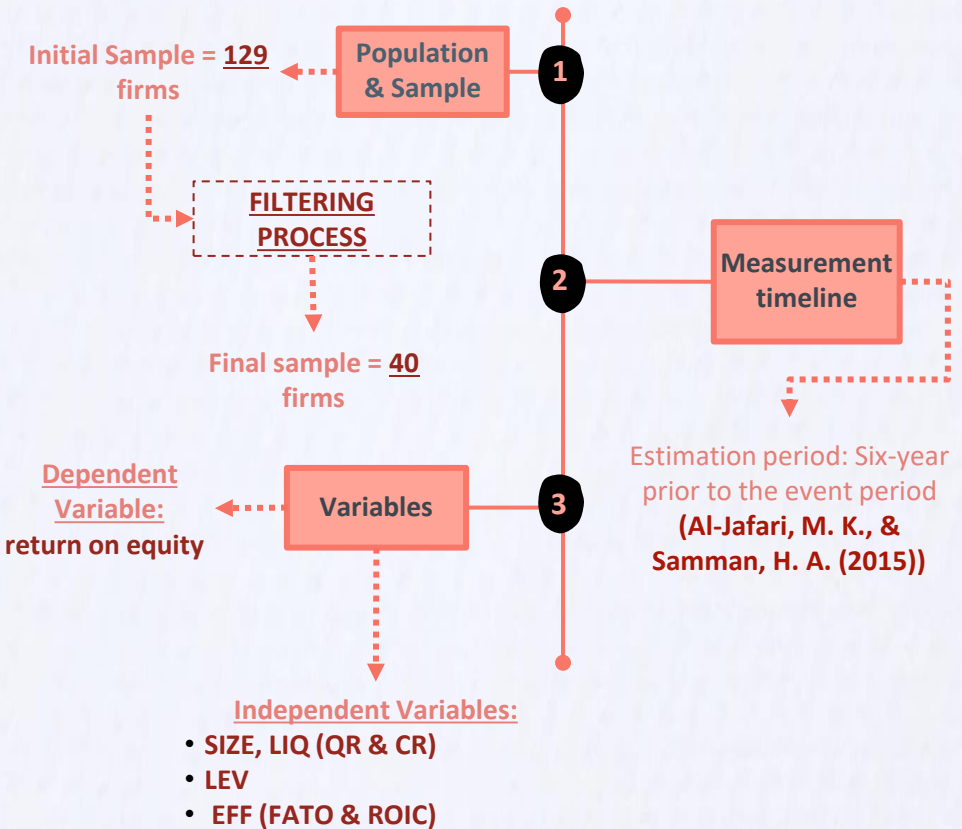 Initial Sample = 129
firms
Population
& Sample
1
FILTERING
PROCESS
Final sample = 40
firms
2
Measurement
timeline
Estimation period: Six-year
prior to the event period
(Al-Jafari, M. K., &
Samman, H. A. (2015))
3
Variables
Dependent
Variable:
return on equity
Independent Variables:
• SIZE, LIQ (QR & CR)
• LEV
• EFF (FATO & ROIC)